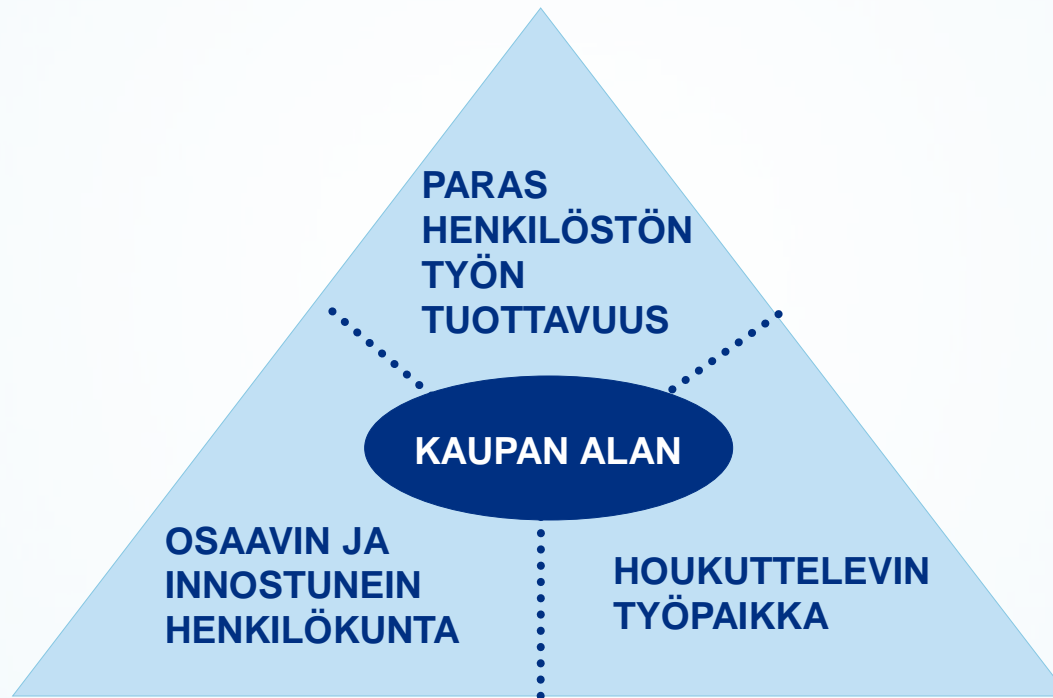 PARAS
HENKILÖSTÖN
TYÖN
TUOTTAVUUS
KAUPAN ALAN
OSAAVIN JA
INNOSTUNEIN
HENKILÖKUNTA
HOUKUTTELEVIN
TYÖPAIKKA